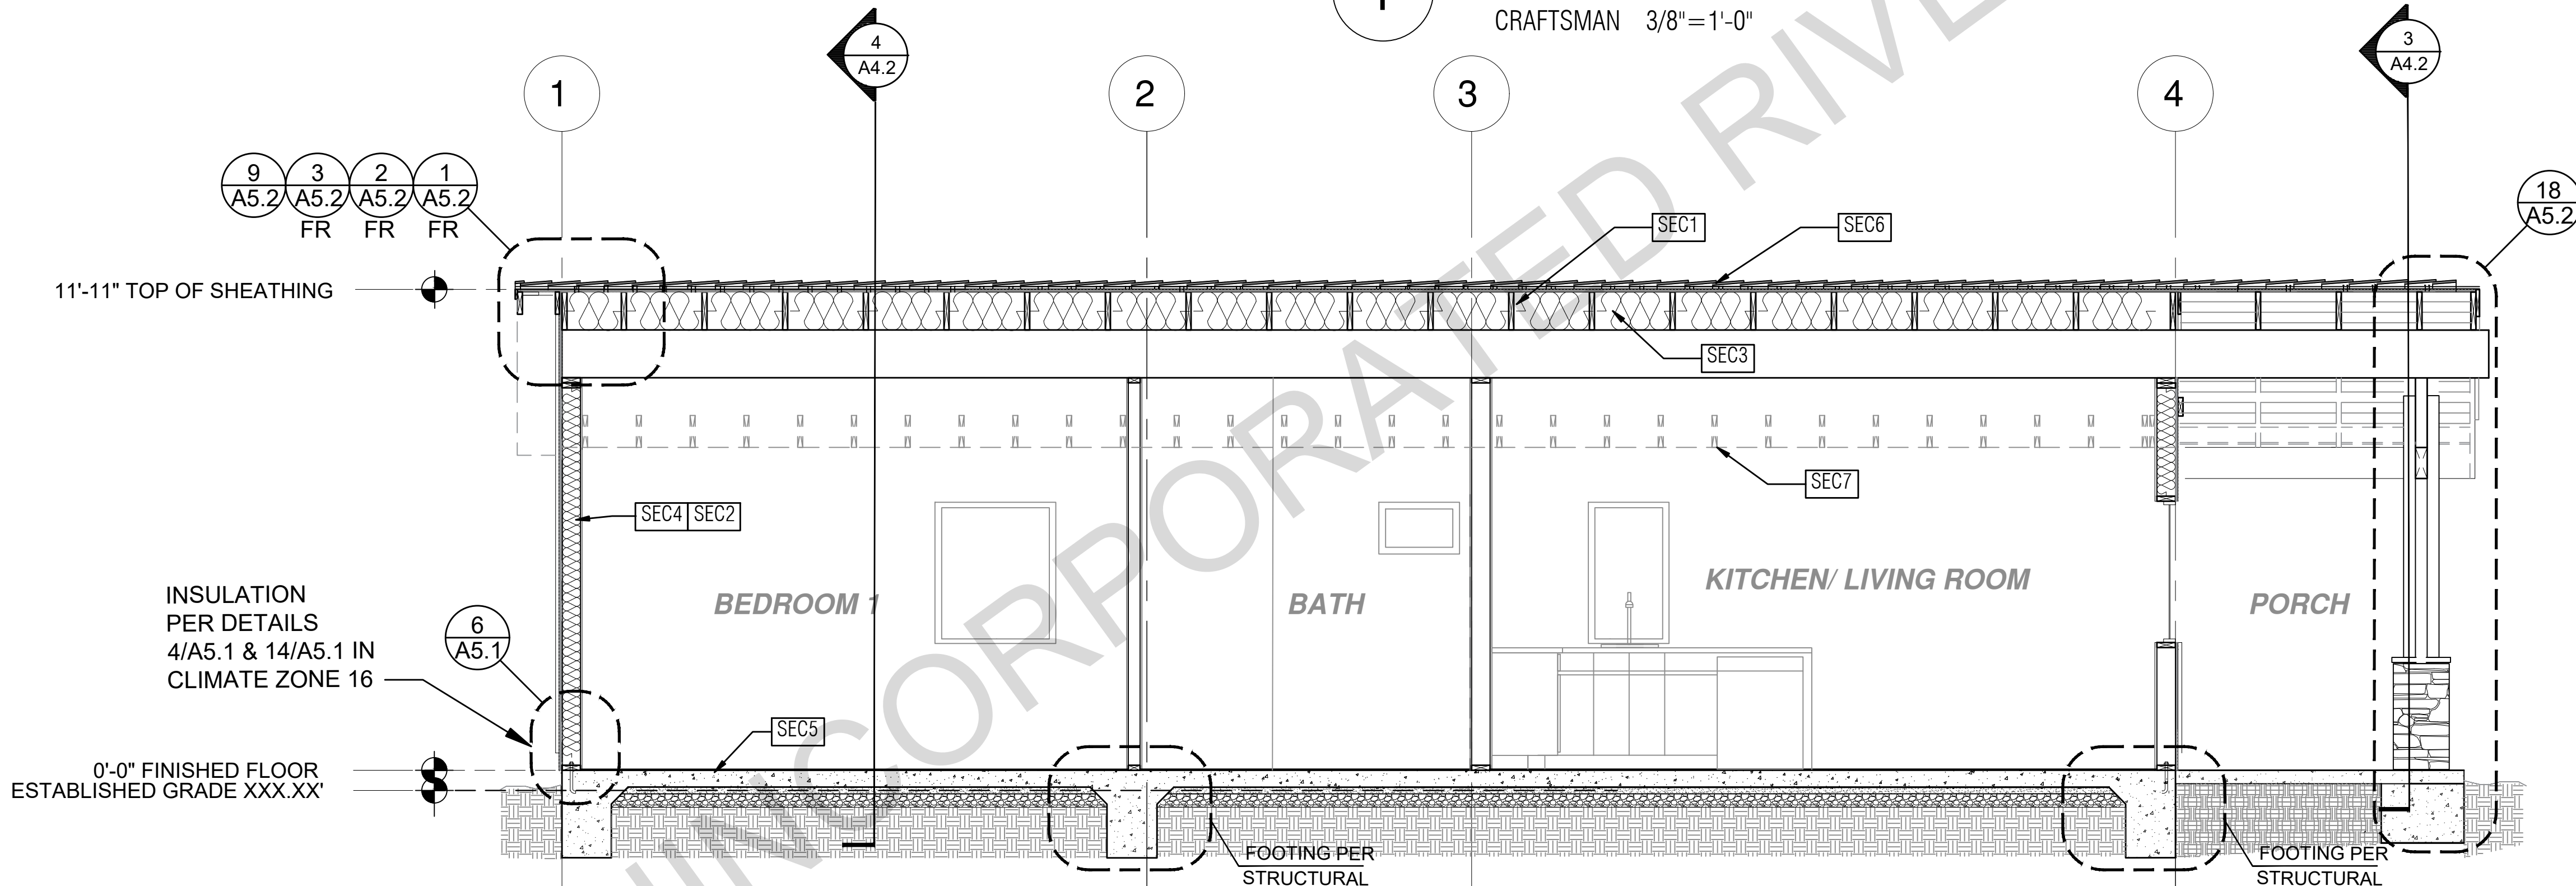 1
CRAFTSMAN 3/8"=1'-0"
4
A4.2
3
A4.2
1
2
3
4
9
A5.2
3
A5.2
FR
2
A5.2
FR
1
A5.2
FR
18
A5.2
SEC1
SEC6
11'-11" TOP OF SHEATHING
SEC3
SEC7
SEC4 SEC2
BEDROOM 1
BATH
KITCHEN/ LIVING ROOM
PORCH
INSULATION
PER DETAILS
4/A5.1 & 14/A5.1 IN
CLIMATE ZONE 16
6
A5.1
SEC5
0'-0" FINISHED FLOOR
ESTABLISHED GRADE XXX.XX'
FOOTING PER
STRUCTURAL
FOOTING PER
STRUCTURAL